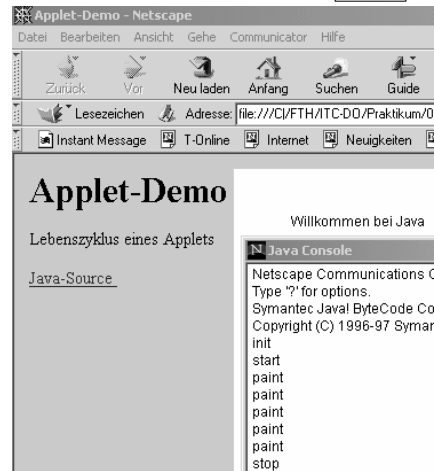 Applet-Demo - Netscape
Datei Bearbeiten Ansicht Gehe Communicator Hilfe
Zurück Vor Neu laden Anfang Suchen Guide
Lesezeichen Adresse: file:///C|/FTH/ITC-DO/Praktikum/0
Instant Message T-Online Internet Neuigkeiten
Applet-Demo
Lebenszyklus eines Applets
Java-Source
Willkommen bei Java
Java Console
Netscape Communications C
Type '?' for options.
Symantec Java! ByteCode Co
Copyright (C) 1996-97 Syman
init
start
paint
paint
paint
paint
paint
stop